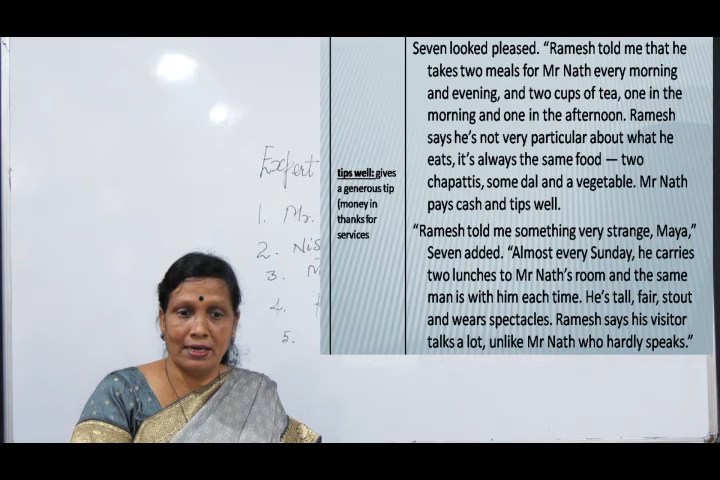 Expert
1. Mr.
2. Nis
3. M
4.
5.
tips well: gives
a generous tip
(money in
thanks for
services
Seven looked pleased. “Ramesh told me that he
takes two meals for Mr Nath every morning
and evening, and two cups of tea, one in the
morning and one in the afternoon. Ramesh
says he’s not very particular about what he
eats, it’s always the same food — two
chapattis, some dal and a vegetable. Mr Nath
pays cash and tips well.
“Ramesh told me something very strange, Maya,”
Seven added. “Almost every Sunday, he carries
two lunches to Mr Nath’s room and the same
man is with him each time. He’s tall, fair, stout
and wears spectacles. Ramesh says his visitor
talks a lot, unlike Mr Nath who hardly speaks.”